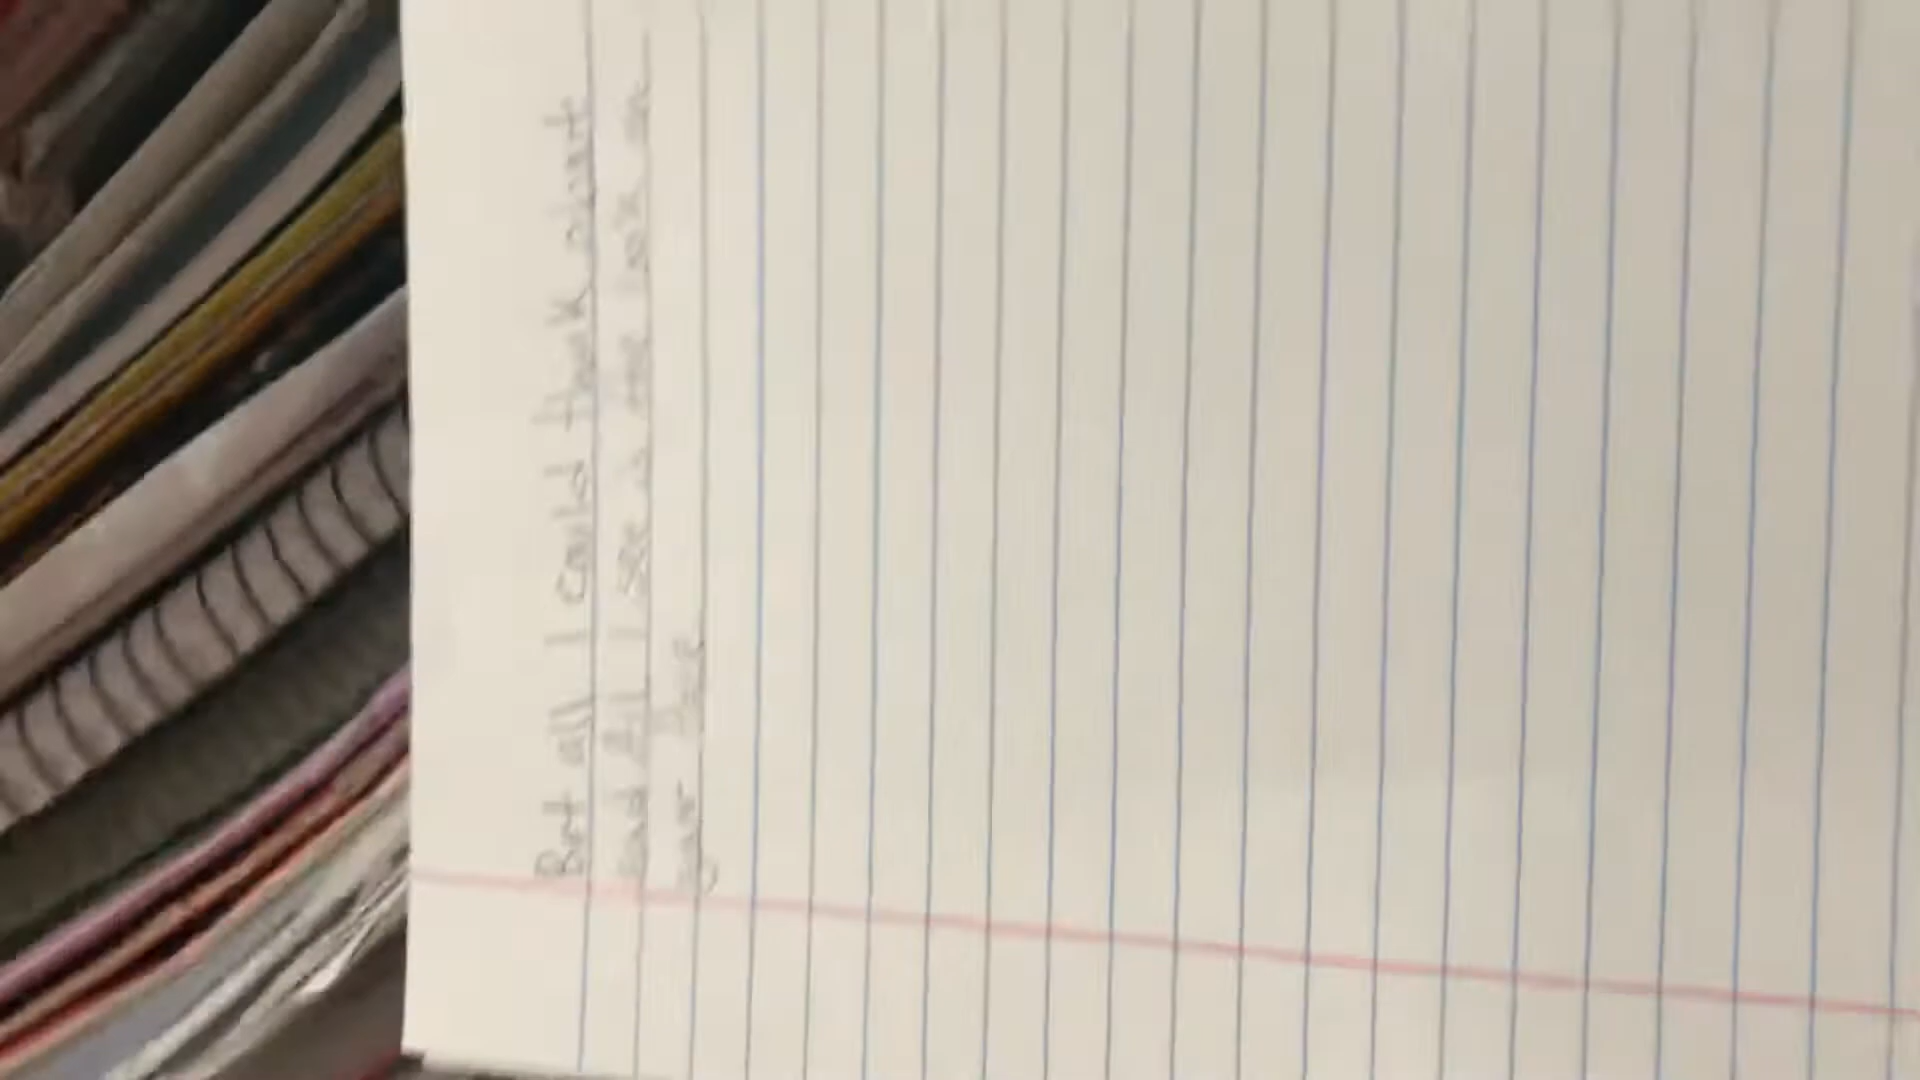 But all I could think about
and All I see is the look on
your face